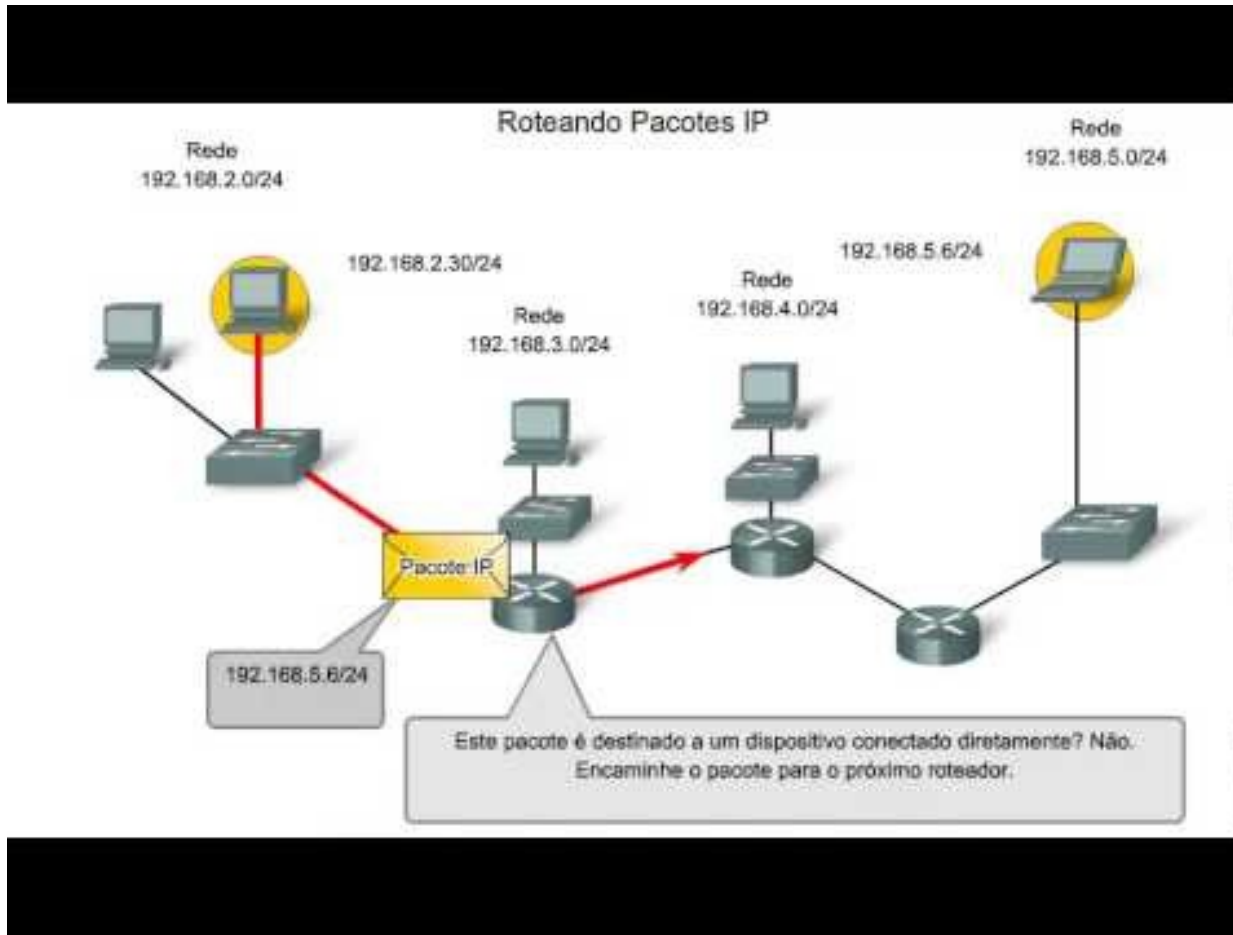 Roteando Pacotes IP
Rede
192.168.2.0/24
Rede
192.168.5.0/24
192.168.2.30/24
192.168.5.6/24
Rede
192.168.3.0/24
Rede
192.168.4.0/24
Pacote IP
192.168.5.6/24
Este pacote é destinado a um dispositivo conectado diretamente? Não.
Encaminhe o pacote para o próximo roteador.